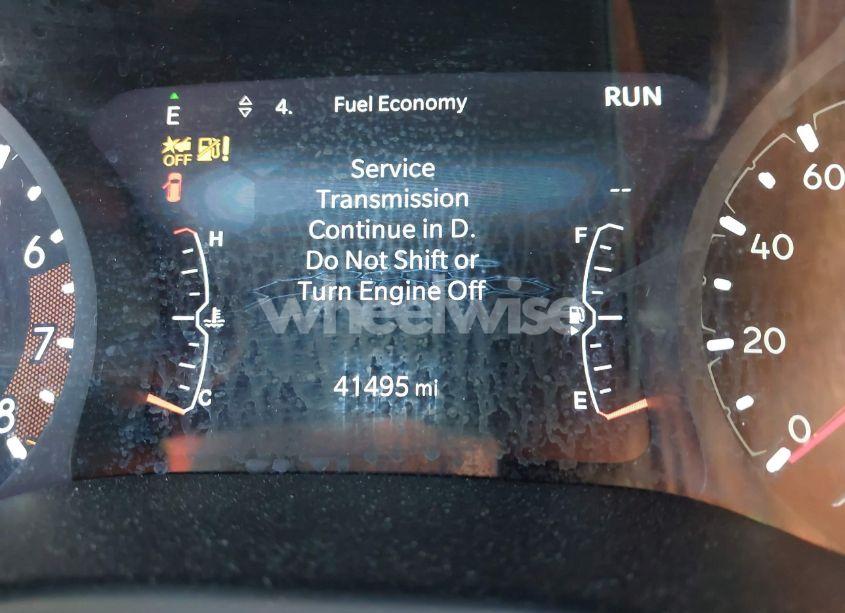 E
4. Fuel Economy
RUN
OFF !
Service
Transmission
--
Continue in D.
H
F
Do Not Shift or
Turn Engine Off
wheelwise
41495 mi
C
E
6
7
8
60
40
20
0